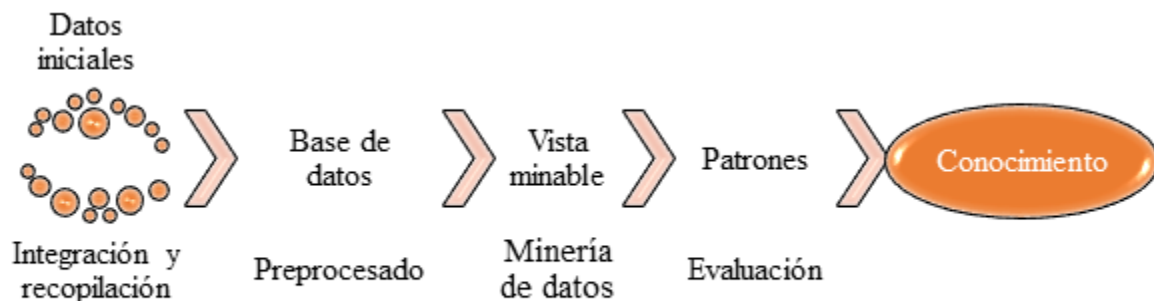 Datos
iniciales
Base de
datos
Vista
minable
Patrones
Conocimiento
Integración y
recopilación
Preprocesado
Minería
de datos
Evaluación